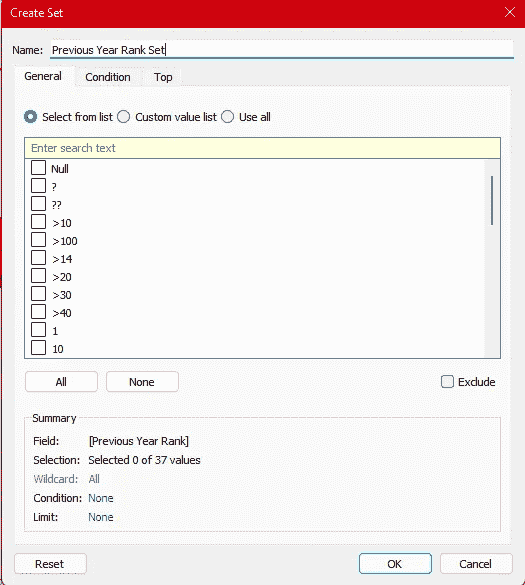 Create Set
Name: Previous Year Rank Set
General Condition Top
Select from list Custom value list Use all
Enter search text
Null
?
??
>10
>100
>14
>20
>30
>40
1
10
All None Exclude
Summary
Field: [Previous Year Rank]
Selection: Selected 0 of 37 values
Wildcard: All
Condition: None
Limit: None
Reset OK Cancel